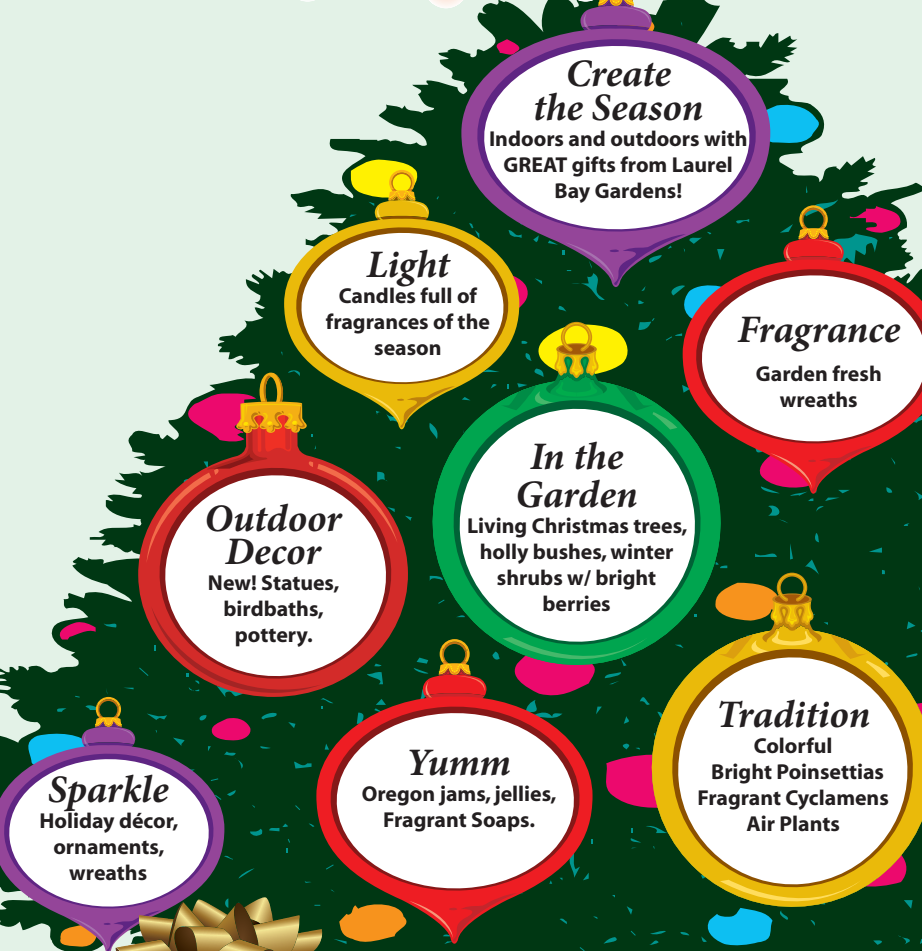 Create
the Season
Indoors and outdoors with
GREAT gifts from Laurel
Bay Gardens!
Light
Candles full of
fragrances of the
season
Fragrance
Garden fresh
wreaths
In the
Garden
Living Christmas trees,
holly bushes, winter
shrubs w/ bright
berries
Outdoor
Decor
New! Statues,
birdbaths,
pottery.
Tradition
Colorful
Bright Poinsettias
Fragrant Cyclamens
Air Plants
Yumm
Oregon jams, jellies,
Fragrant Soaps.
Sparkle
Holiday décor,
ornaments,
wreaths